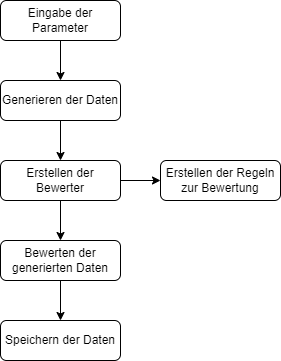 Eingabe der
Parameter
Generieren der Daten
Erstellen der
Bewerter
Erstellen der Regeln
zur Bewertung
Bewerten der
generierten Daten
Speichern der Daten